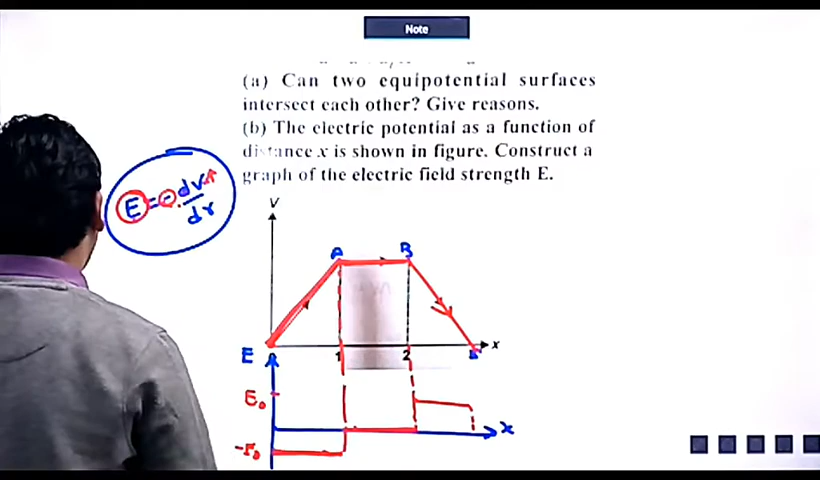 Note
(a) Can two equipotential surfaces
intersect each other? Give reasons.
(b) The electric potential as a function of
distance x is shown in figure. Construct a
graph of the electric field strength E.
E = - dV
dr
V
A B
x
E 1 2
E₀
x
-E₀